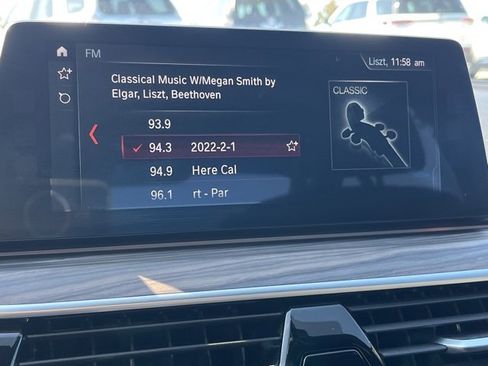 FM
Liszt, 11:58 am
Classical Music W/Megan Smith by
Elgar, Liszt, Beethoven
CLASSIC
93.9
94.3 2022-2-1
94.9 Here Cal
96.1 rt - Par